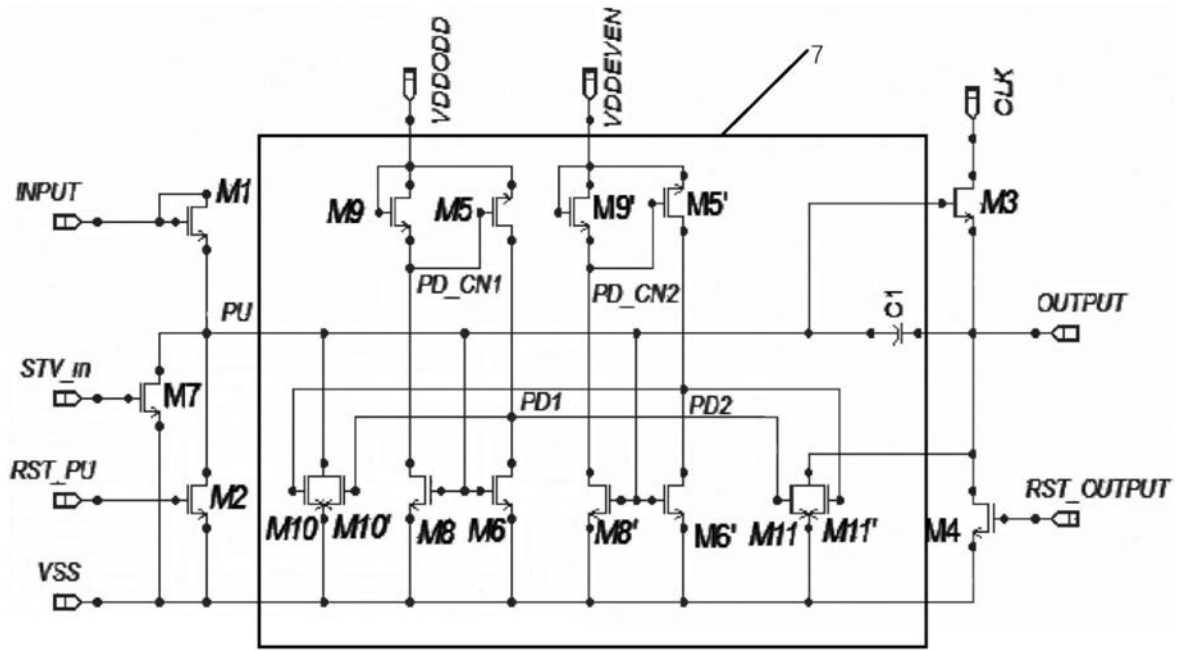 7
VDDODD
VDDEVEN
CLK
INPUT
M1
M9
M5
M9'
M5'
M3
PD_CN1
PD_CN2
C1
PU
OUTPUT
STV_in
M7
PD1
PD2
RST_PU
M2
M10
M10'
M8
M6
M8'
M6'
M11
M11'
M4
RST_OUTPUT
VSS